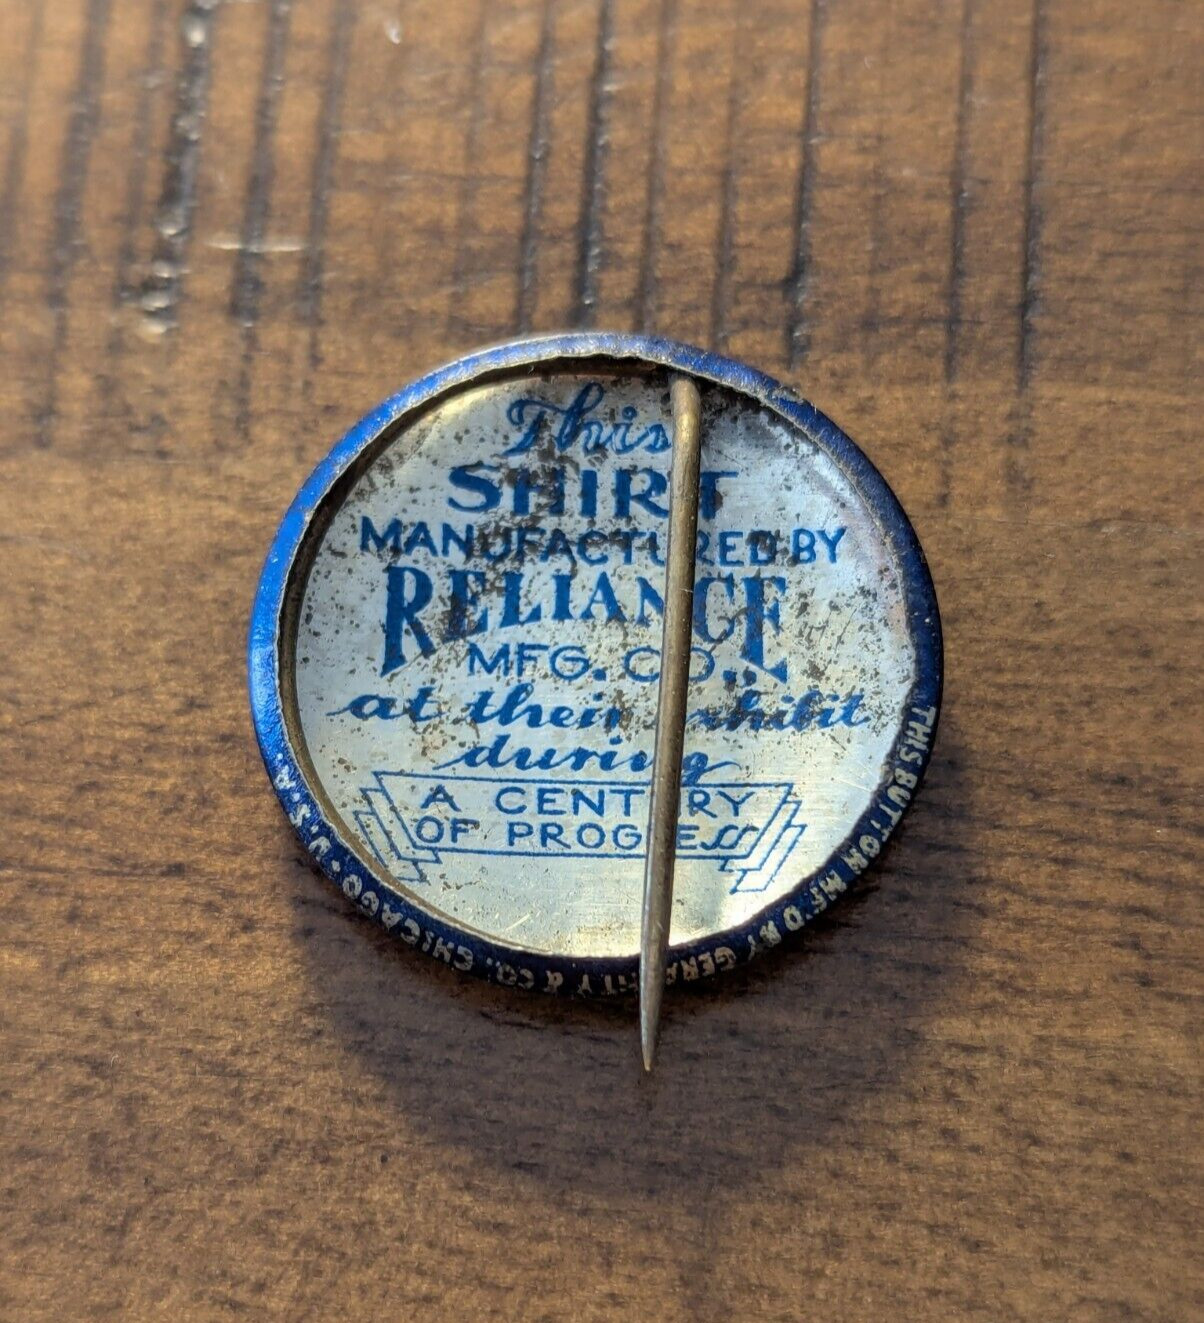 This
SHIRT
MANUFACTURED BY
RELIANCE
MFG. CO.,
at their exhibit
during
A CENTURY
OF PROGRESS
THIS BUTTON MF'D BY GERAGHTY & CO. CHICAGO. U.S.A.